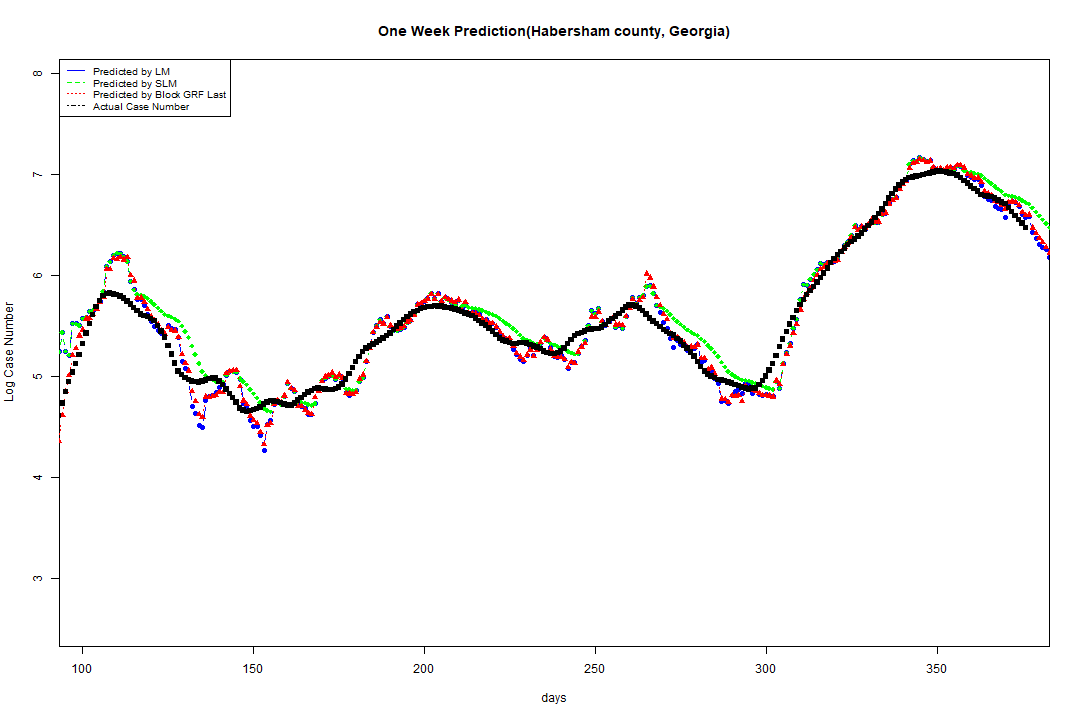 One Week Prediction(Habersham county, Georgia)
Predicted by LM
Predicted by SLM
Predicted by Block GRF Last
Actual Case Number
8
7
6
5
4
3
Log Case Number
100 150 200 250 300 350
days